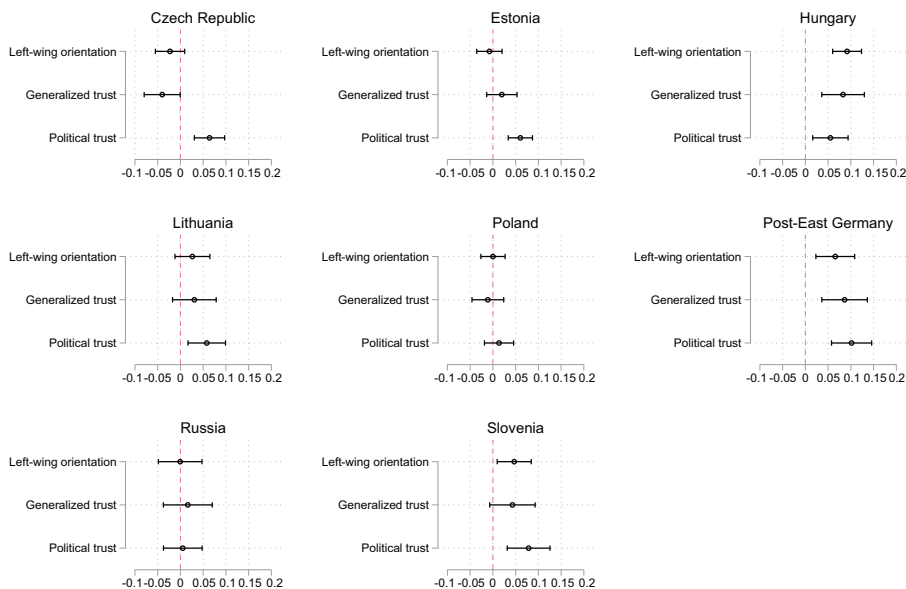 Czech Republic
Left-wing orientation
Generalized trust
Political trust
-0.1 -0.05 0 0.05 0.1 0.15 0.2
Estonia
Left-wing orientation
Generalized trust
Political trust
-0.1 -0.05 0 0.05 0.1 0.15 0.2
Hungary
Left-wing orientation
Generalized trust
Political trust
-0.1 -0.05 0 0.05 0.1 0.15 0.2
Lithuania
Left-wing orientation
Generalized trust
Political trust
-0.1 -0.05 0 0.05 0.1 0.15 0.2
Poland
Left-wing orientation
Generalized trust
Political trust
-0.1 -0.05 0 0.05 0.1 0.15 0.2
Post-East Germany
Left-wing orientation
Generalized trust
Political trust
-0.1 -0.05 0 0.05 0.1 0.15 0.2
Russia
Left-wing orientation
Generalized trust
Political trust
-0.1 -0.05 0 0.05 0.1 0.15 0.2
Slovenia
Left-wing orientation
Generalized trust
Political trust
-0.1 -0.05 0 0.05 0.1 0.15 0.2